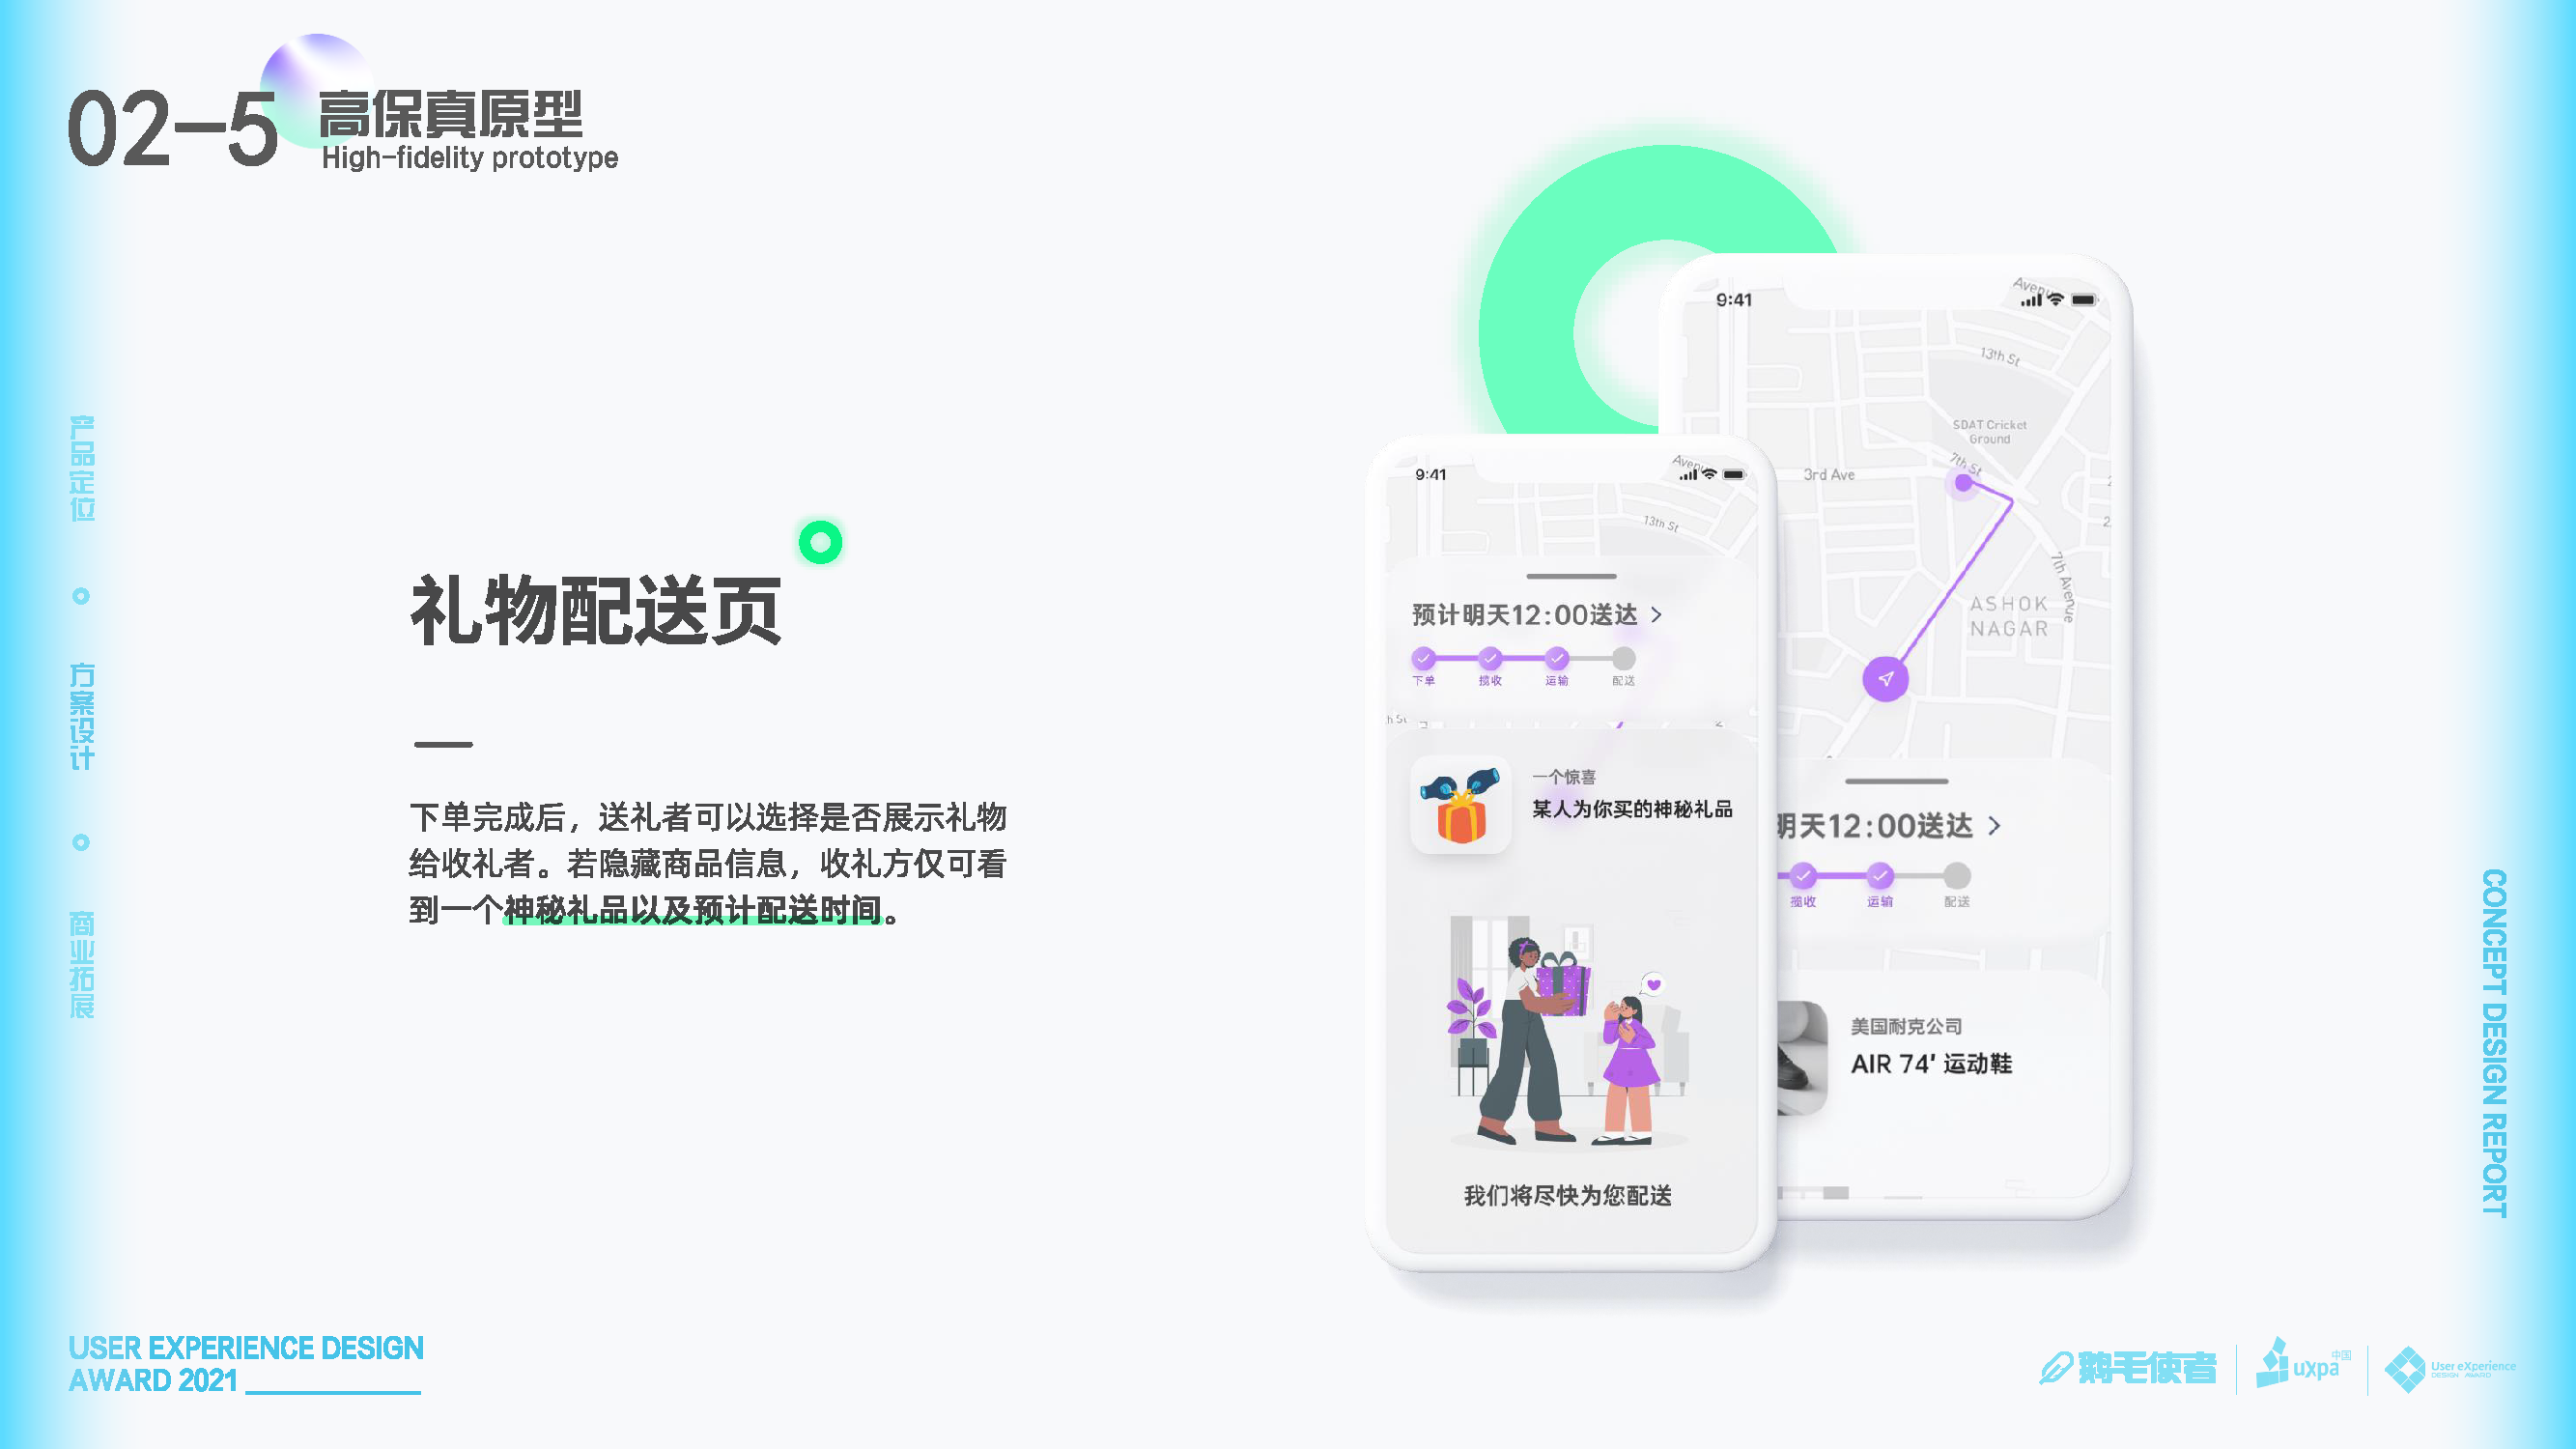 02-5
高保真原型
High-fidelity prototype
产品定位
方案设计
商业拓展
礼物配送页
下单完成后，送礼者可以选择是否展示礼物
给收礼者。若隐藏商品信息，收礼方仅可看
到一个神秘礼品以及预计配送时间。
9:41
13th St
预计明天12:00送达
下单
揽收
运输
配送
一个惊喜
某人为你买的神秘礼品
我们将尽快为您配送
9:41
13th St
SDAT Cricket
Ground
7th St
3rd Ave
7th Avenue
ASHOK
NAGAR
明天12:00送达
揽收
运输
配送
美国耐克公司
AIR 74' 运动鞋
CONCEPT DESIGN REPORT
USER EXPERIENCE DESIGN
AWARD 2021
鹅毛使者
uxpa中国
User eXperience
DESIGN AWARD